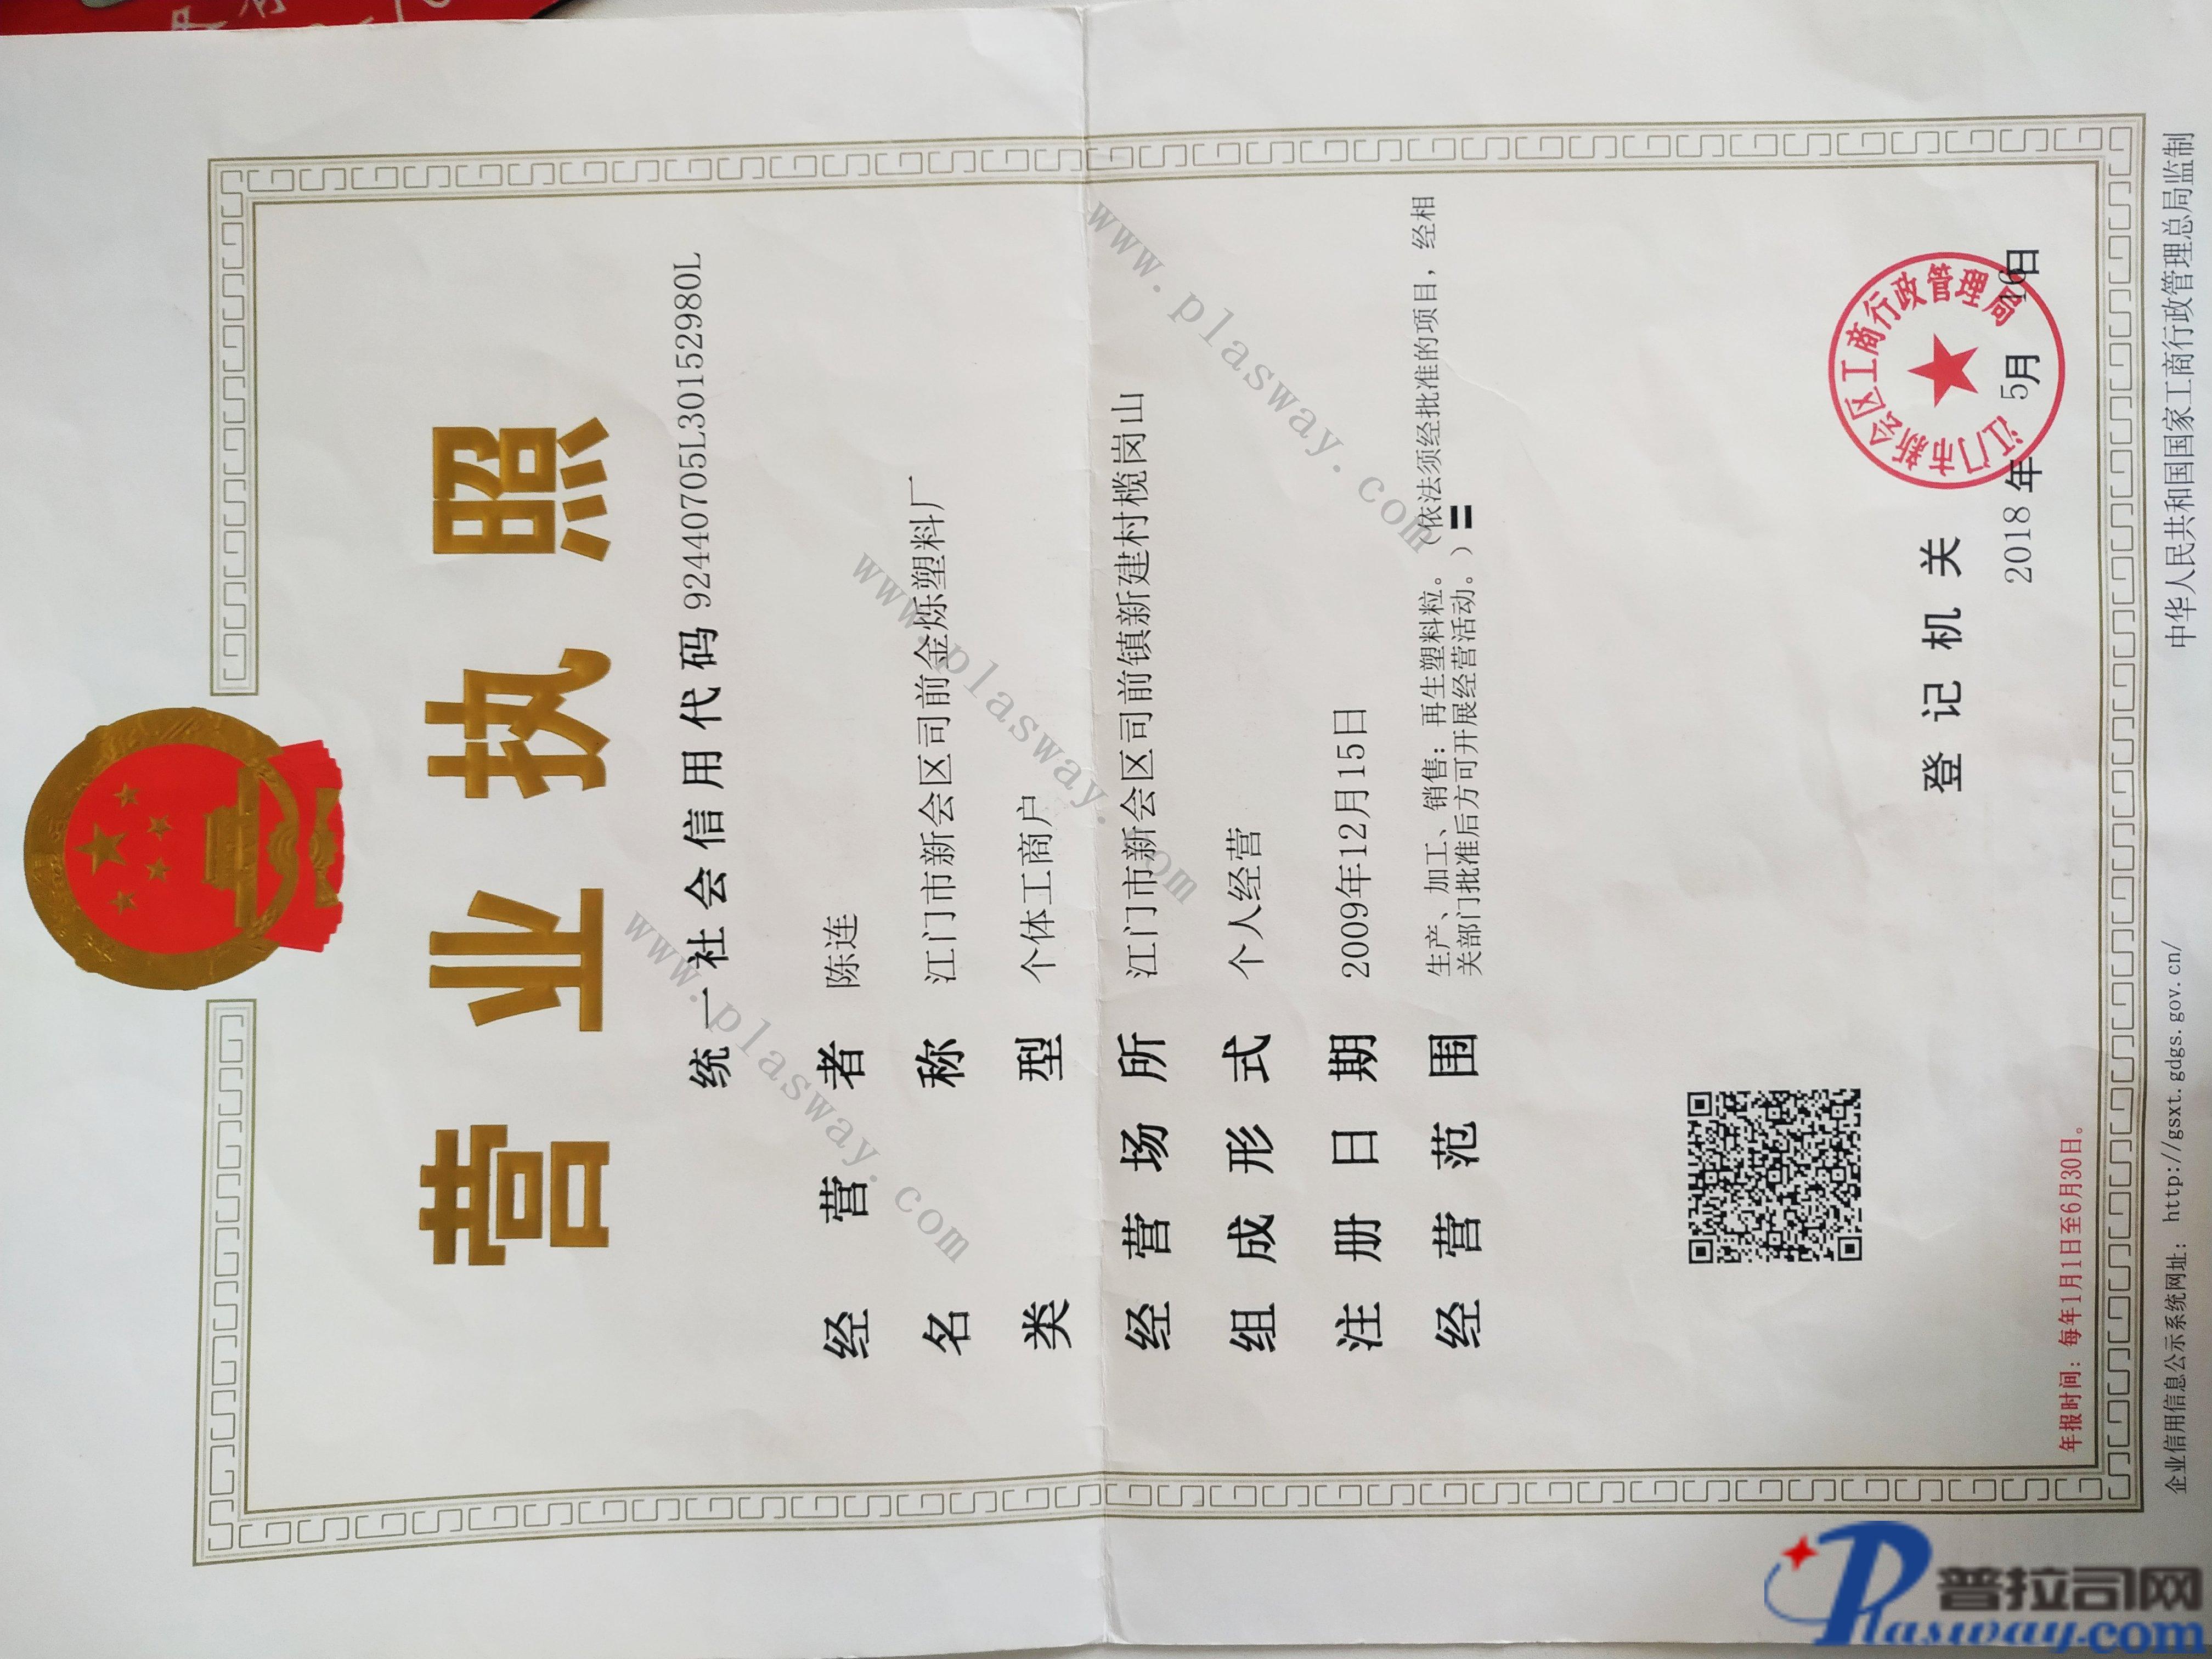 营业执照
统一社会信用代码 92440705L30152980L
经营者 陈连
名称 江门市新会区司前金烁塑料厂
类型 个体工商户
经营场所 江门市新会区司前镇新建村榄岗山
组成形式 个人经营
注册日期 2009年12月15日
经营范围 生产、加工、销售：再生塑料粒。（依法须经批准的项目，经相
关部门批准后方可开展经营活动。）〓
登记机关
江门市新会区工商行政管理局
2018年 5月 16日
年报时间：每年1月1日至6月30日。
企业信用信息公示系统网址： http://gsxt.gdgs.gov.cn/
中华人民共和国国家工商行政管理总局监制
www.plasway.com
www.plasway.com
www.plasway.com
普拉司网
Plasway.com